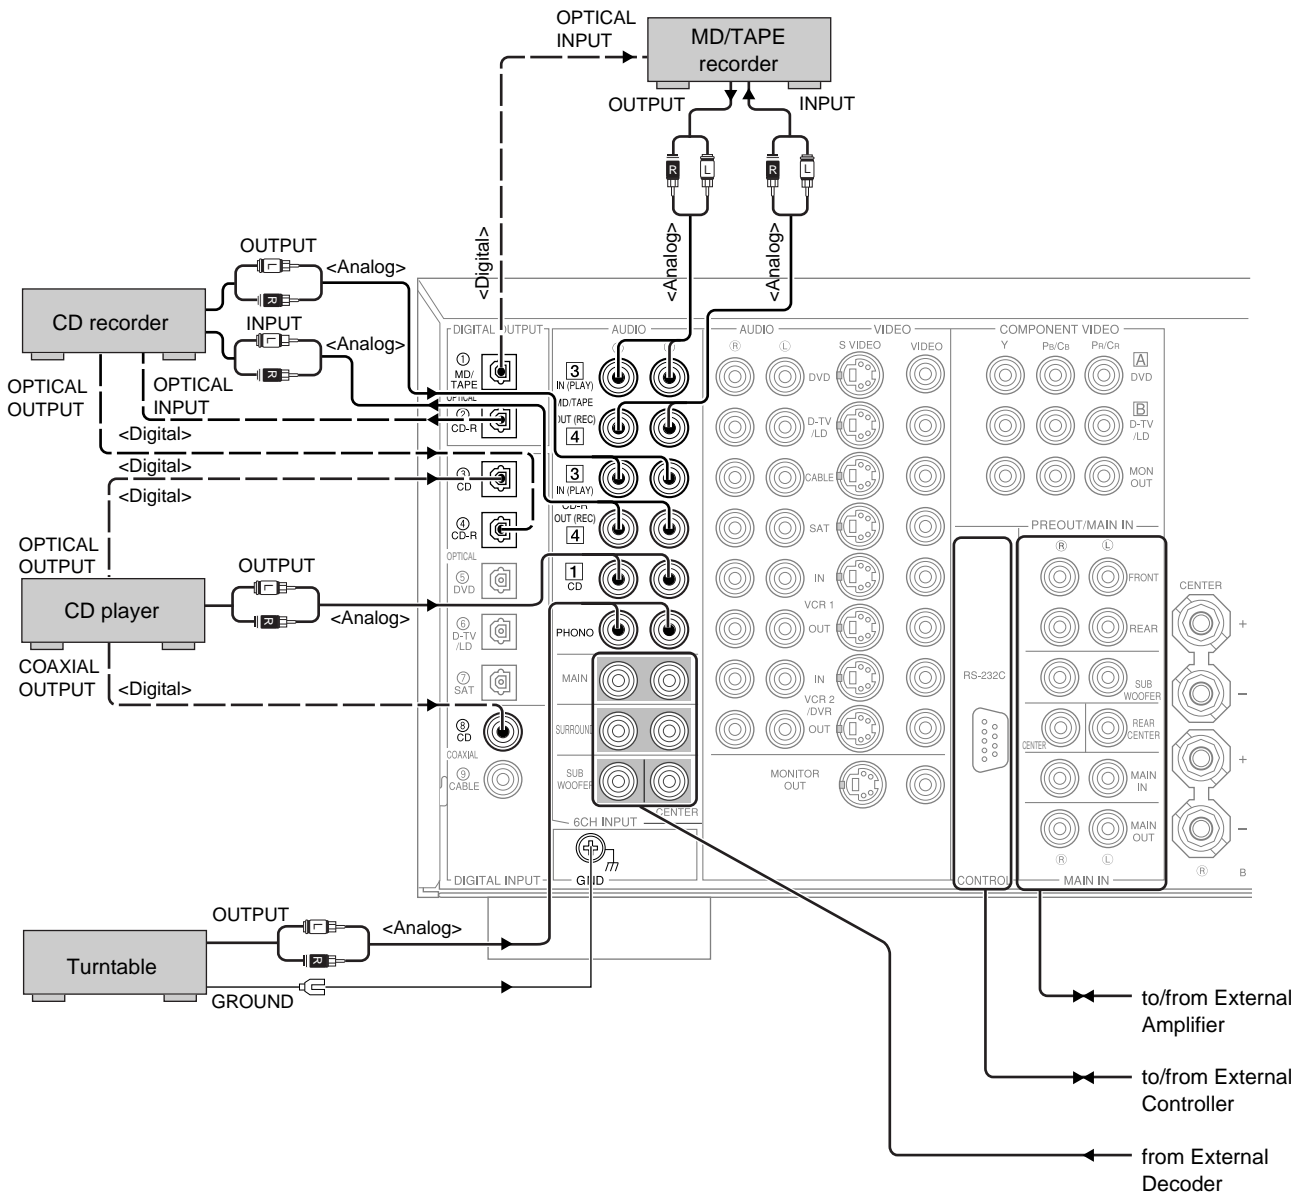 OPTICAL
INPUT
MD/TAPE
recorder
OUTPUT
INPUT
R
L
R
L
<Digital>
<Analog>
<Analog>
OUTPUT
L
R
<Analog>
CD recorder
INPUT
L
R
<Analog>
OPTICAL
OUTPUT
OPTICAL
INPUT
<Digital>
<Digital>
<Digital>
OPTICAL
OUTPUT
CD player
OUTPUT
L
R
<Analog>
COAXIAL
OUTPUT
<Digital>
DIGITAL OUTPUT
① MD/
TAPE
OPTICAL
② CD-R
③ CD
④ CD-R
OPTICAL
⑤ DVD
⑥ D-TV
/LD
⑦ SAT
⑧ CD
COAXIAL
⑨ CABLE
DIGITAL INPUT
AUDIO
3
IN (PLAY)
MD/TAPE
OUT (REC)
4
3
IN (PLAY)
CD-R
OUT (REC)
4
1
CD
PHONO
MAIN
SURROUND
SUB
WOOFER
CENTER
6CH INPUT
GND
AUDIO
VIDEO
R
L
S VIDEO
VIDEO
DVD
D-TV
/LD
CABLE
SAT
IN
VCR 1
OUT
IN
VCR 2
/DVR
OUT
MONITOR
OUT
COMPONENT VIDEO
Y
PB/CB
PR/CR
A
DVD
B
D-TV
/LD
MON
OUT
PREOUT/MAIN IN
R
L
FRONT
REAR
SUB
WOOFER
CENTER
REAR
CENTER
MAIN
IN
MAIN
OUT
R
L
MAIN IN
RS-232C
CONTROL
CENTER
+
–
+
–
R
B
Turntable
OUTPUT
L
R
<Analog>
GROUND
to/from External
Amplifier
to/from External
Controller
from External
Decoder